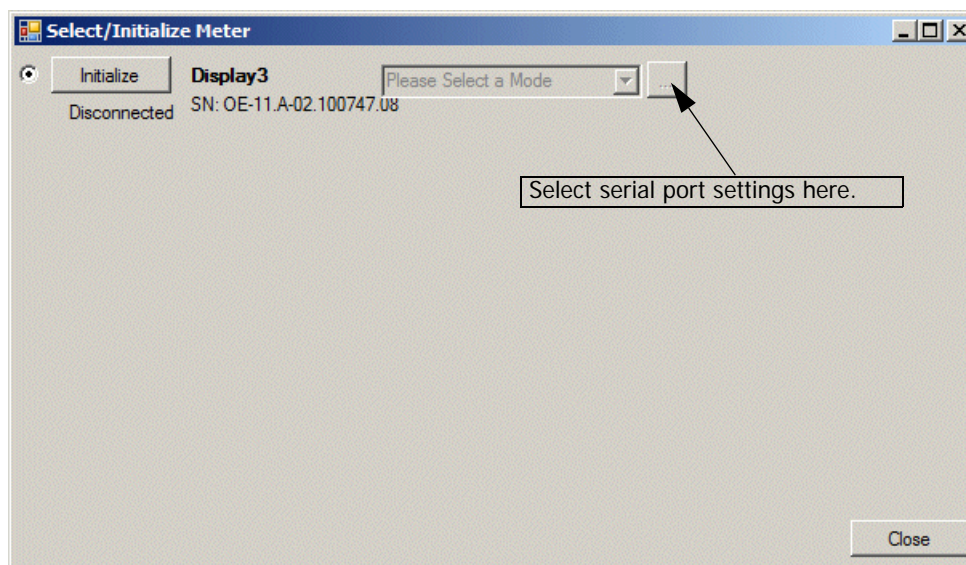 Select/Initialize Meter
Initialize
Display3
Please Select a Mode
...
Disconnected
SN: OE-11.A-02.100747.08
Select serial port settings here.
Close